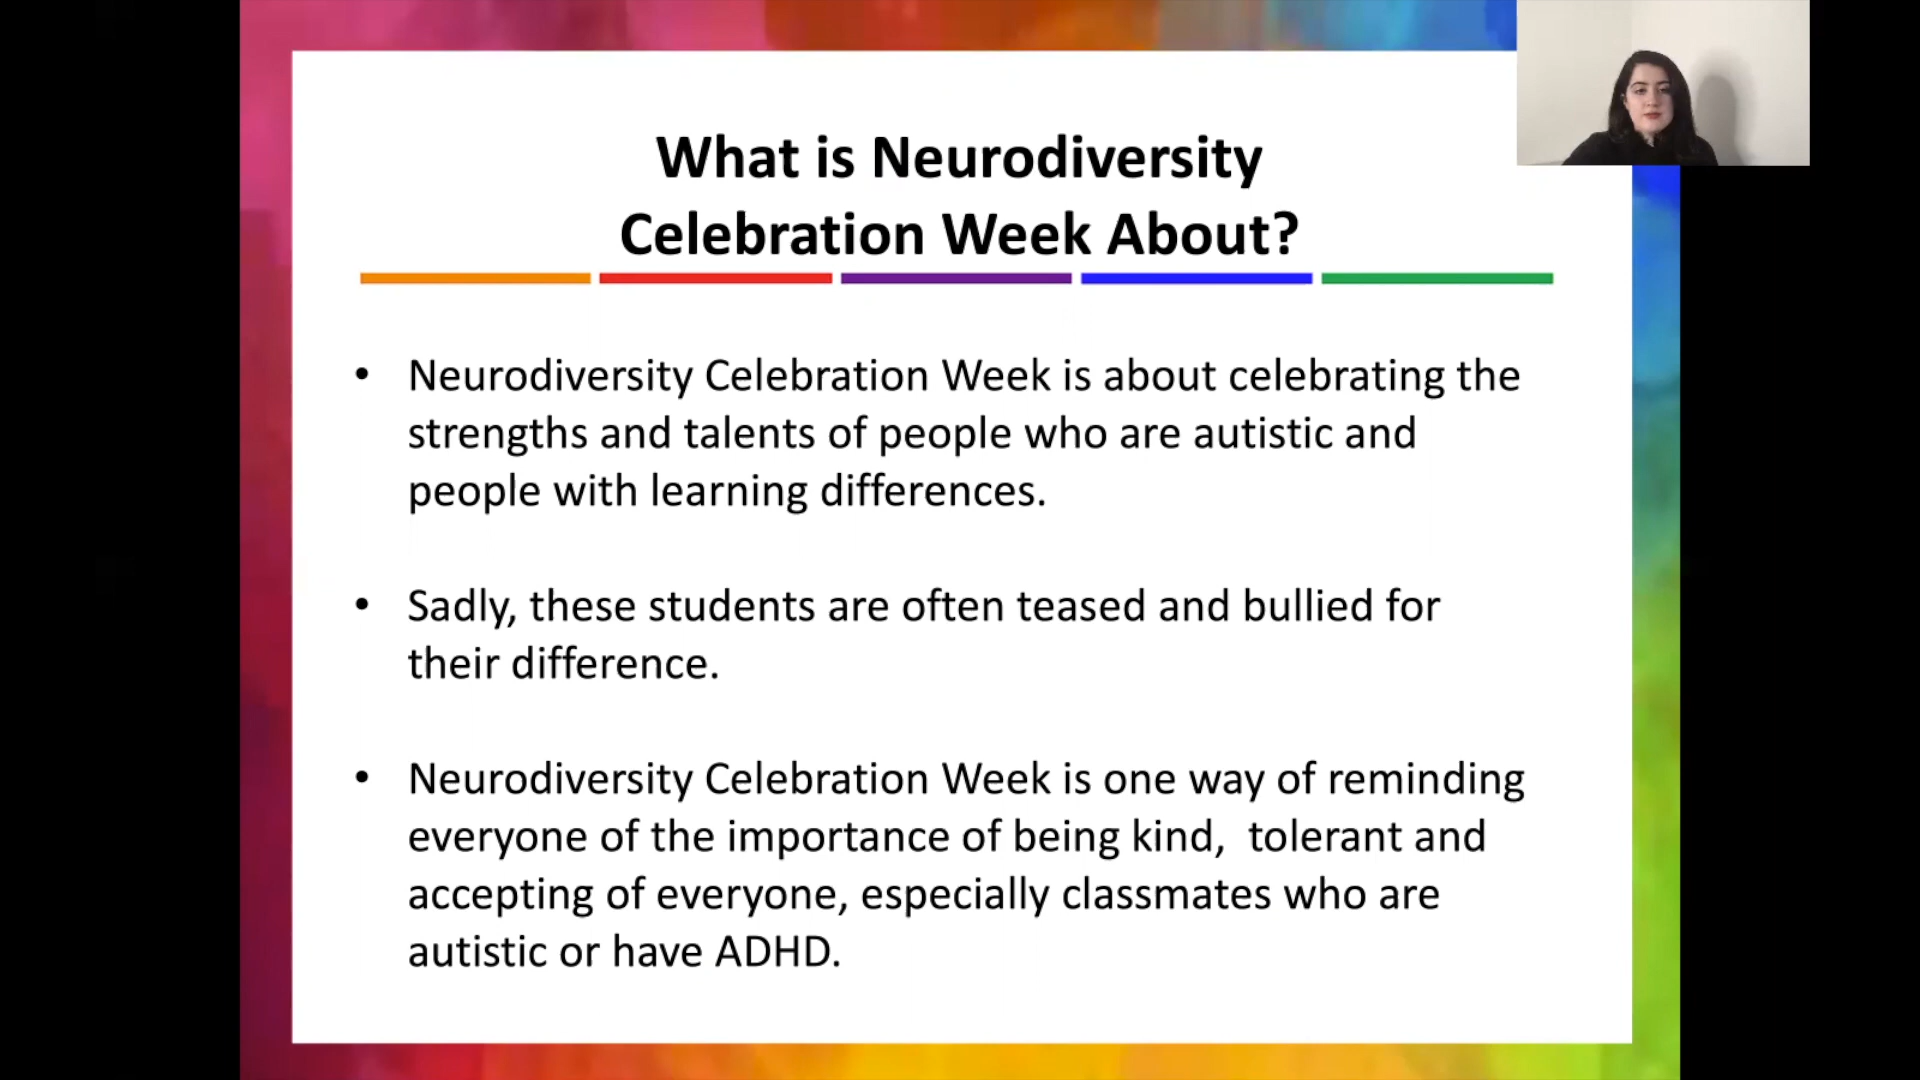 What is Neurodiversity
Celebration Week About?
• Neurodiversity Celebration Week is about celebrating the
strengths and talents of people who are autistic and
people with learning differences.
• Sadly, these students are often teased and bullied for
their difference.
• Neurodiversity Celebration Week is one way of reminding
everyone of the importance of being kind,  tolerant and
accepting of everyone, especially classmates who are
autistic or have ADHD.